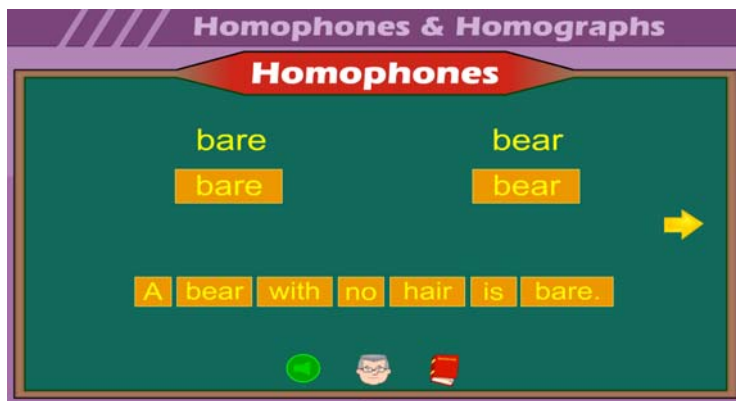 Homophones & Homographs
Homophones
bare bear
bare bear
A bear with no hair is bare.